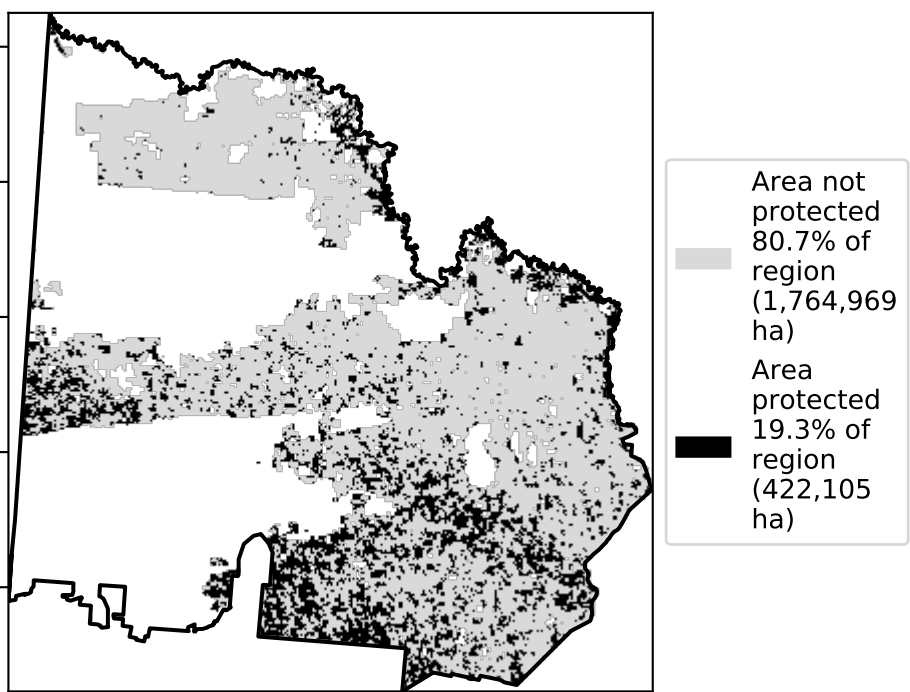 Area not
protected
80.7% of
region
(1,764,969
ha)
Area
protected
19.3% of
region
(422,105
ha)